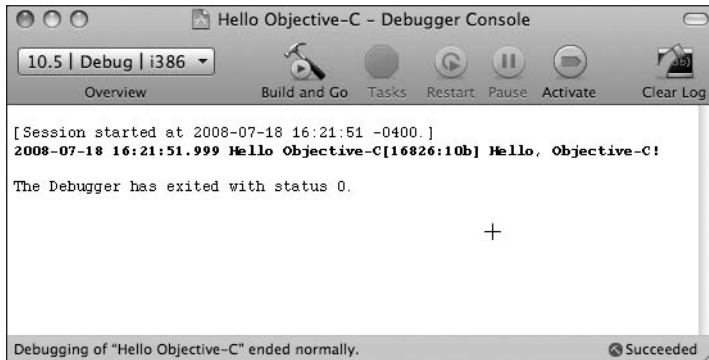 Hello Objective-C – Debugger Console
10.5 | Debug | i386
Overview
Build and Go
Tasks
Restart
Pause
Activate
Clear Log
[Session started at 2008-07-18 16:21:51 -0400.]
2008-07-18 16:21:51.999 Hello Objective-C[16826:10b] Hello, Objective-C!
The Debugger has exited with status 0.
Debugging of "Hello Objective-C" ended normally.
Succeeded